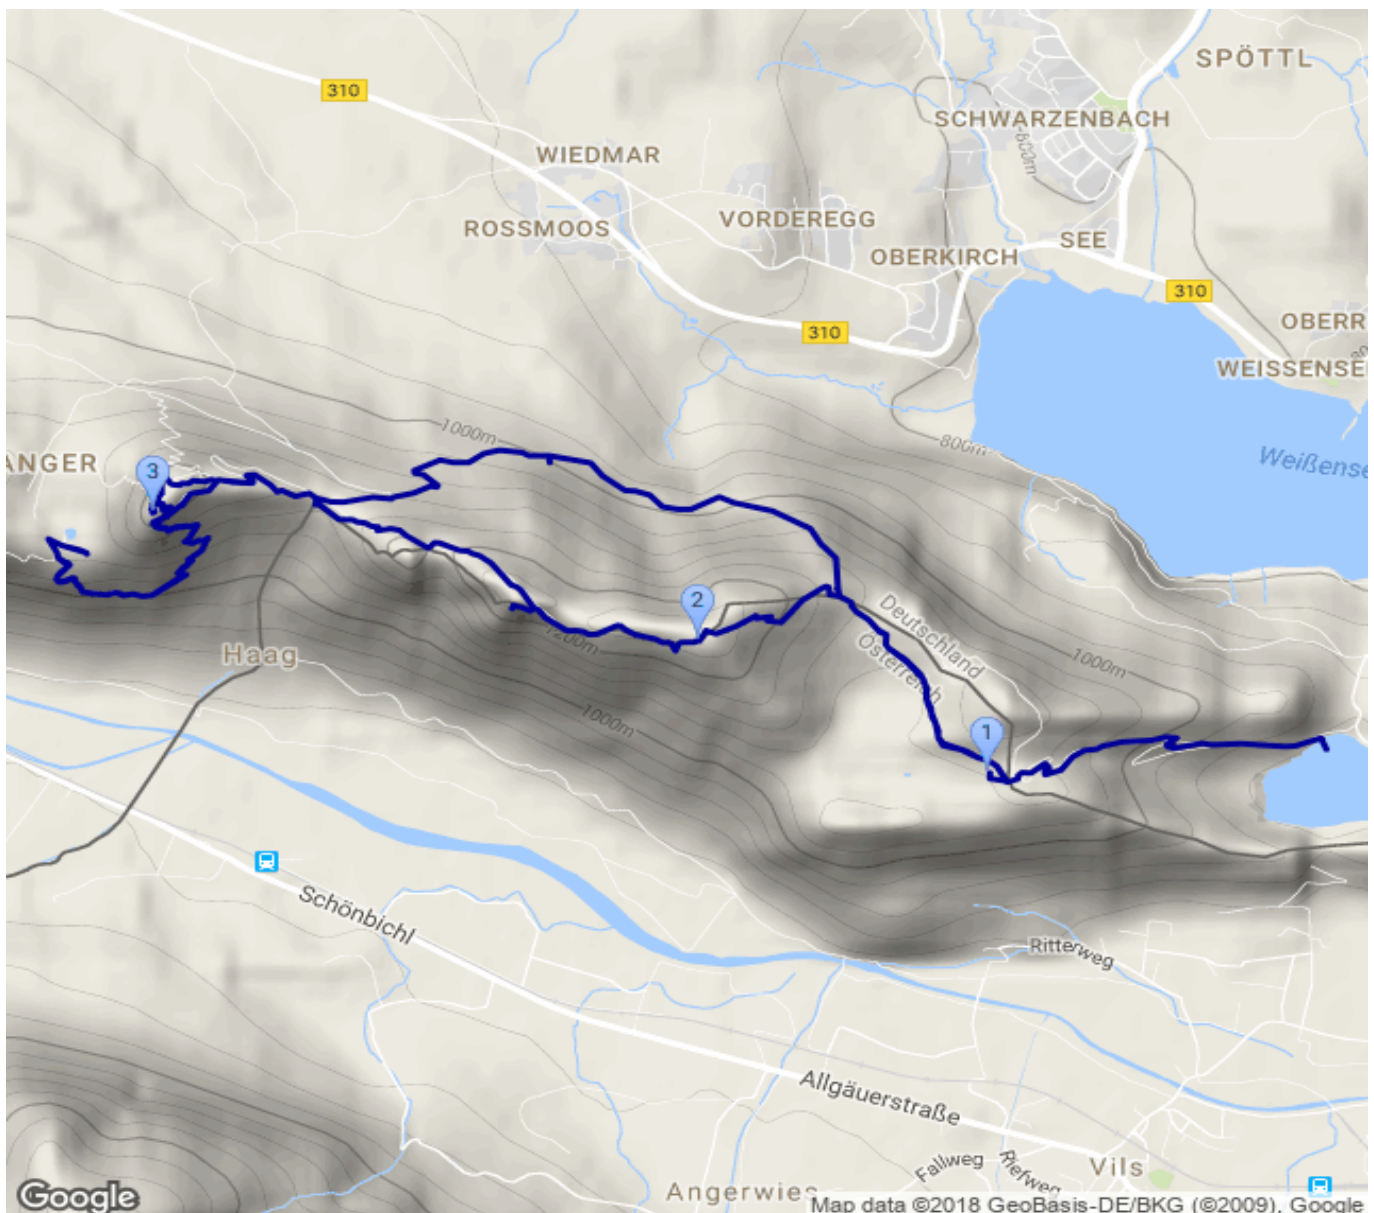 SPÖTTL
310
SCHWARZENBACH
800m
WIEDMAR
VORDEREGG
ROSSMOOS
SEE
OBERKIRCH
310
OBERR
310
WEISSENSE
1000m
800m
ANGER
Weißense
3
2
Deutschland
Österreich
1200m
Haag
1000m
1000m
1
Schönbichl
Ritterweg
Allgäuerstraße
Fallweg
Riefweg
Vils
Angerwies
Google
Map data ©2018 GeoBasis-DE/BKG (©2009), Google